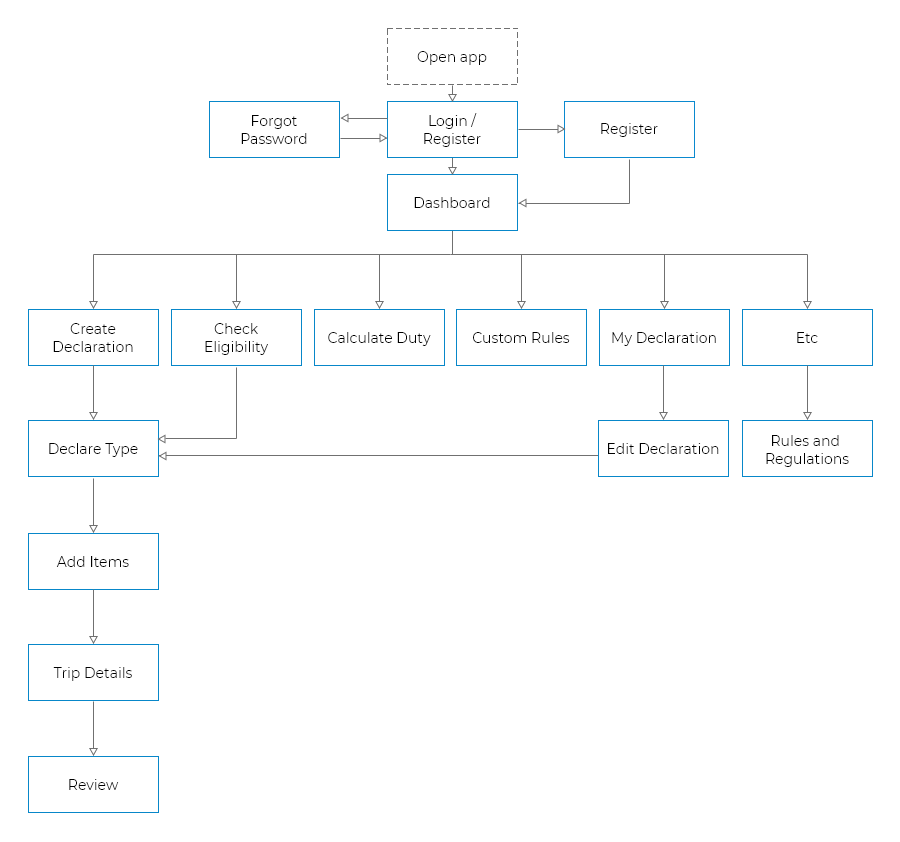 Open app
Forgot
Password
Login /
Register
Register
Dashboard
Create
Declaration
Check
Eligibility
Calculate Duty
Custom Rules
My Declaration
Etc
Declare Type
Edit Declaration
Rules and
Regulations
Add Items
Trip Details
Review